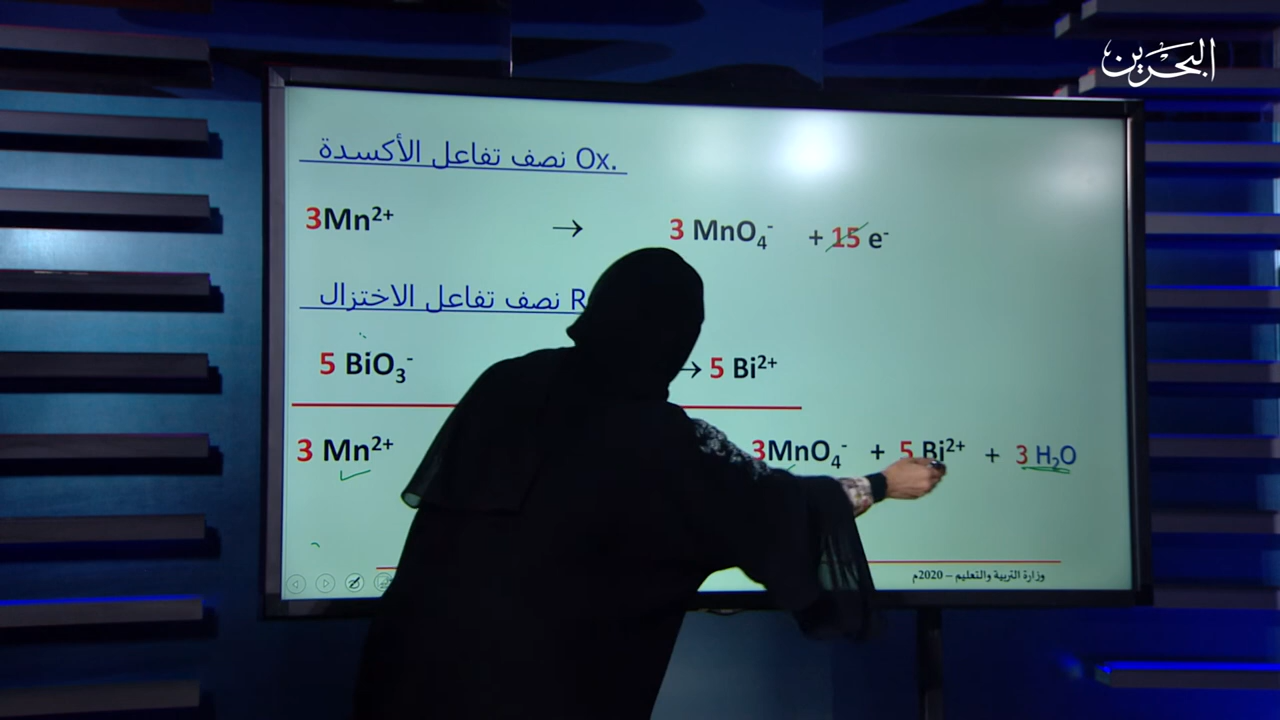 البحرين
نصف تفاعل الأكسدة Ox.
3Mn²⁺ → 3 MnO₄⁻ + 15 e⁻
نصف تفاعل الاختزال R
5 BiO₃⁻ → 5 Bi²⁺
3 Mn²⁺ 3MnO₄⁻ + 5 Bi²⁺ + 3 H₂O
وزارة التربية والتعليم – 2020م